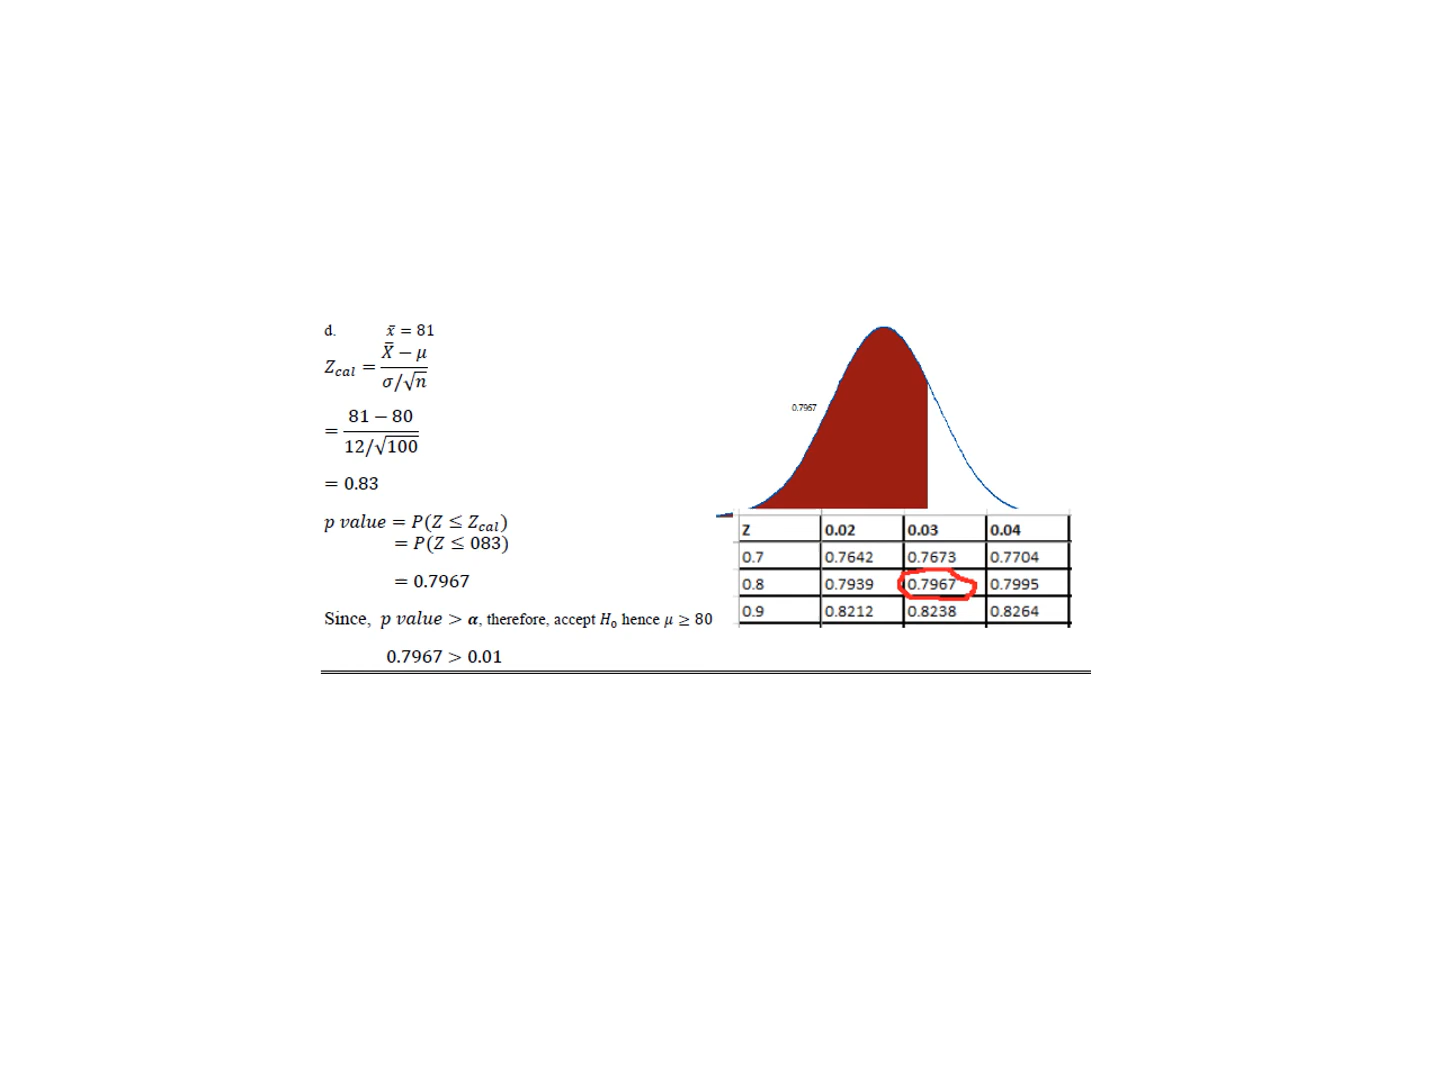 d. x̄ = 81
Z_cal = (X̄ − μ) / (σ/√n)
= (81 − 80) / (12/√100)
= 0.83
p value = P(Z ≤ Z_cal)
= P(Z ≤ 083)
= 0.7967
Since, p value > α, therefore, accept H₀ hence μ ≥ 80
0.7967 > 0.01
0.7967
Z 0.02 0.03 0.04
0.7 0.7642 0.7673 0.7704
0.8 0.7939 0.7967 0.7995
0.9 0.8212 0.8238 0.8264